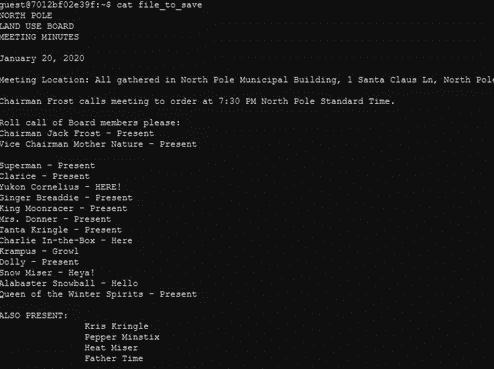 guest@7012bf02e39f:~$ cat file_to_save
NORTH POLE
LAND USE BOARD
MEETING MINUTES
January 20, 2020
Meeting Location: All gathered in North Pole Municipal Building, 1 Santa Claus Ln, North Pole
Chairman Frost calls meeting to order at 7:30 PM North Pole Standard Time.
Roll call of Board members please:
Chairman Jack Frost - Present
Vice Chairman Mother Nature - Present
Superman - Present
Clarice - Present
Yukon Cornelius - HERE!
Ginger Breaddie - Present
King Moonracer - Present
Mrs. Donner - Present
Tanta Kringle - Present
Charlie In-the-Box - Here
Krampus - Growl
Dolly - Present
Snow Miser - Heya!
Alabaster Snowball - Hello
Queen of the Winter Spirits - Present
ALSO PRESENT:
Kris Kringle
Pepper Minstix
Heat Miser
Father Time